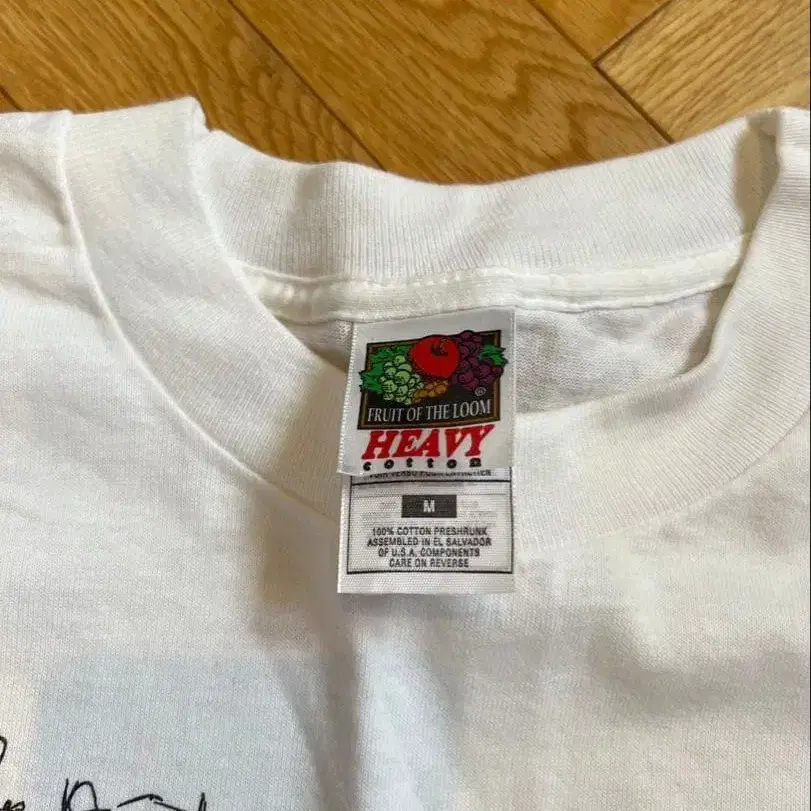 FRUIT OF THE LOOM
®
HEAVY
cotton
M
100% COTTON PRESHRUNK
ASSEMBLED IN EL SALVADOR
OF U.S.A. COMPONENTS
CARE ON REVERSE